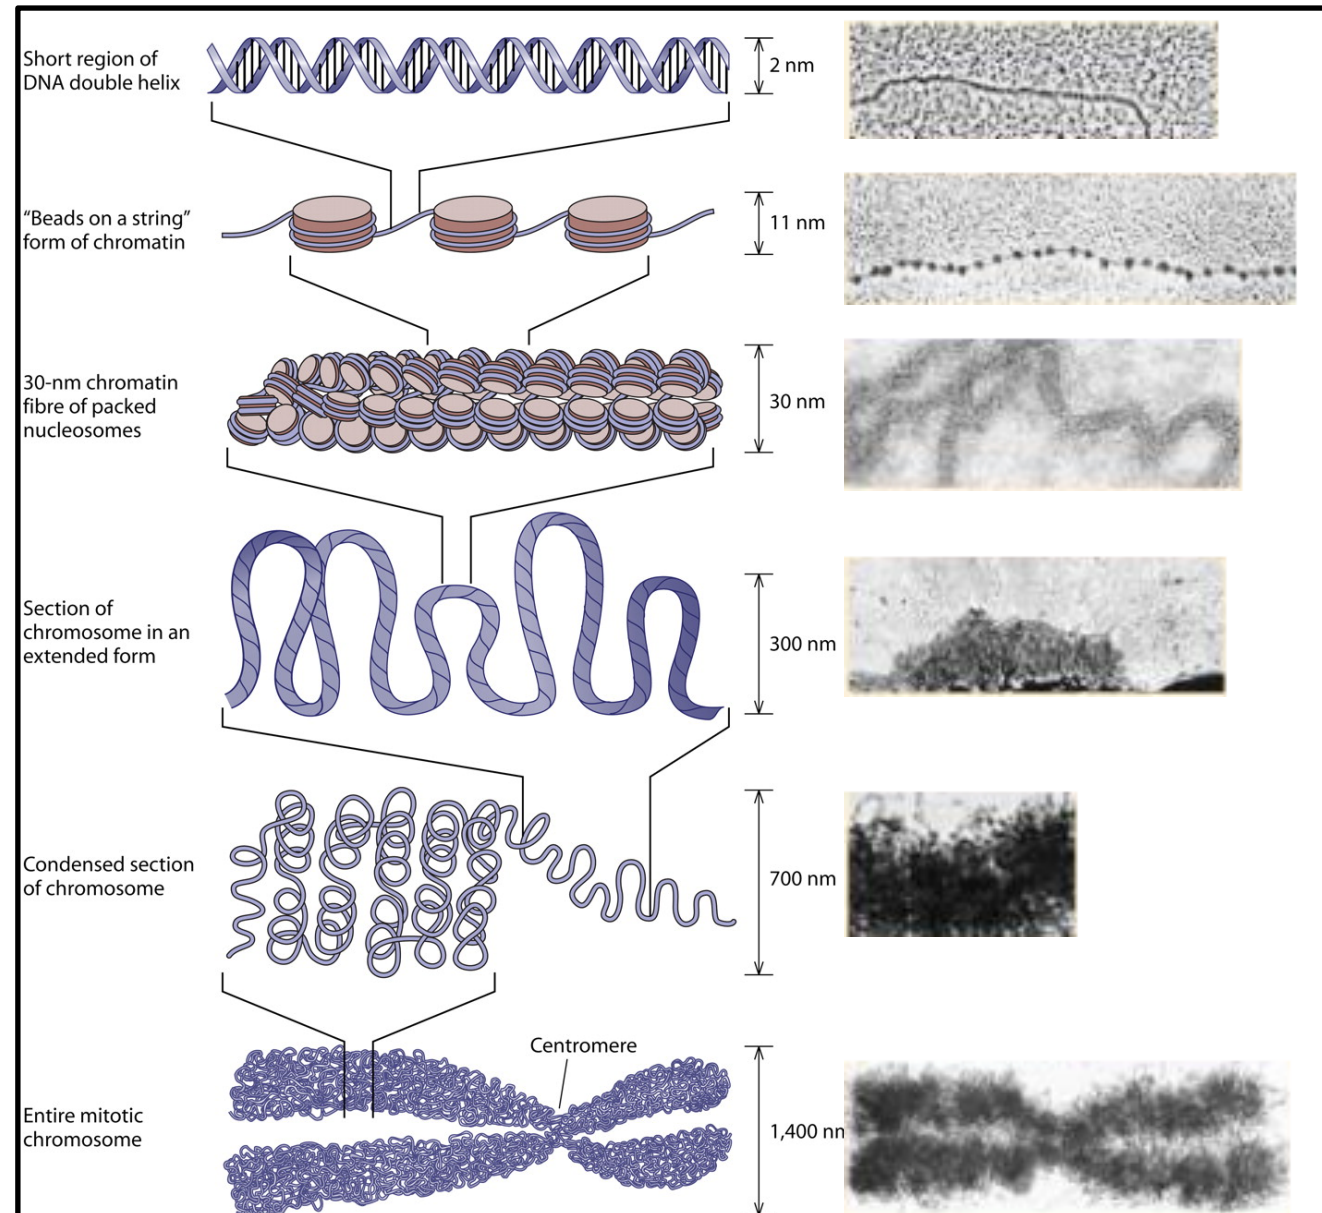 Short region of
DNA double helix
2 nm
“Beads on a string”
form of chromatin
11 nm
30-nm chromatin
fibre of packed
nucleosomes
30 nm
Section of
chromosome in an
extended form
300 nm
Condensed section
of chromosome
700 nm
Centromere
Entire mitotic
chromosome
1,400 nm